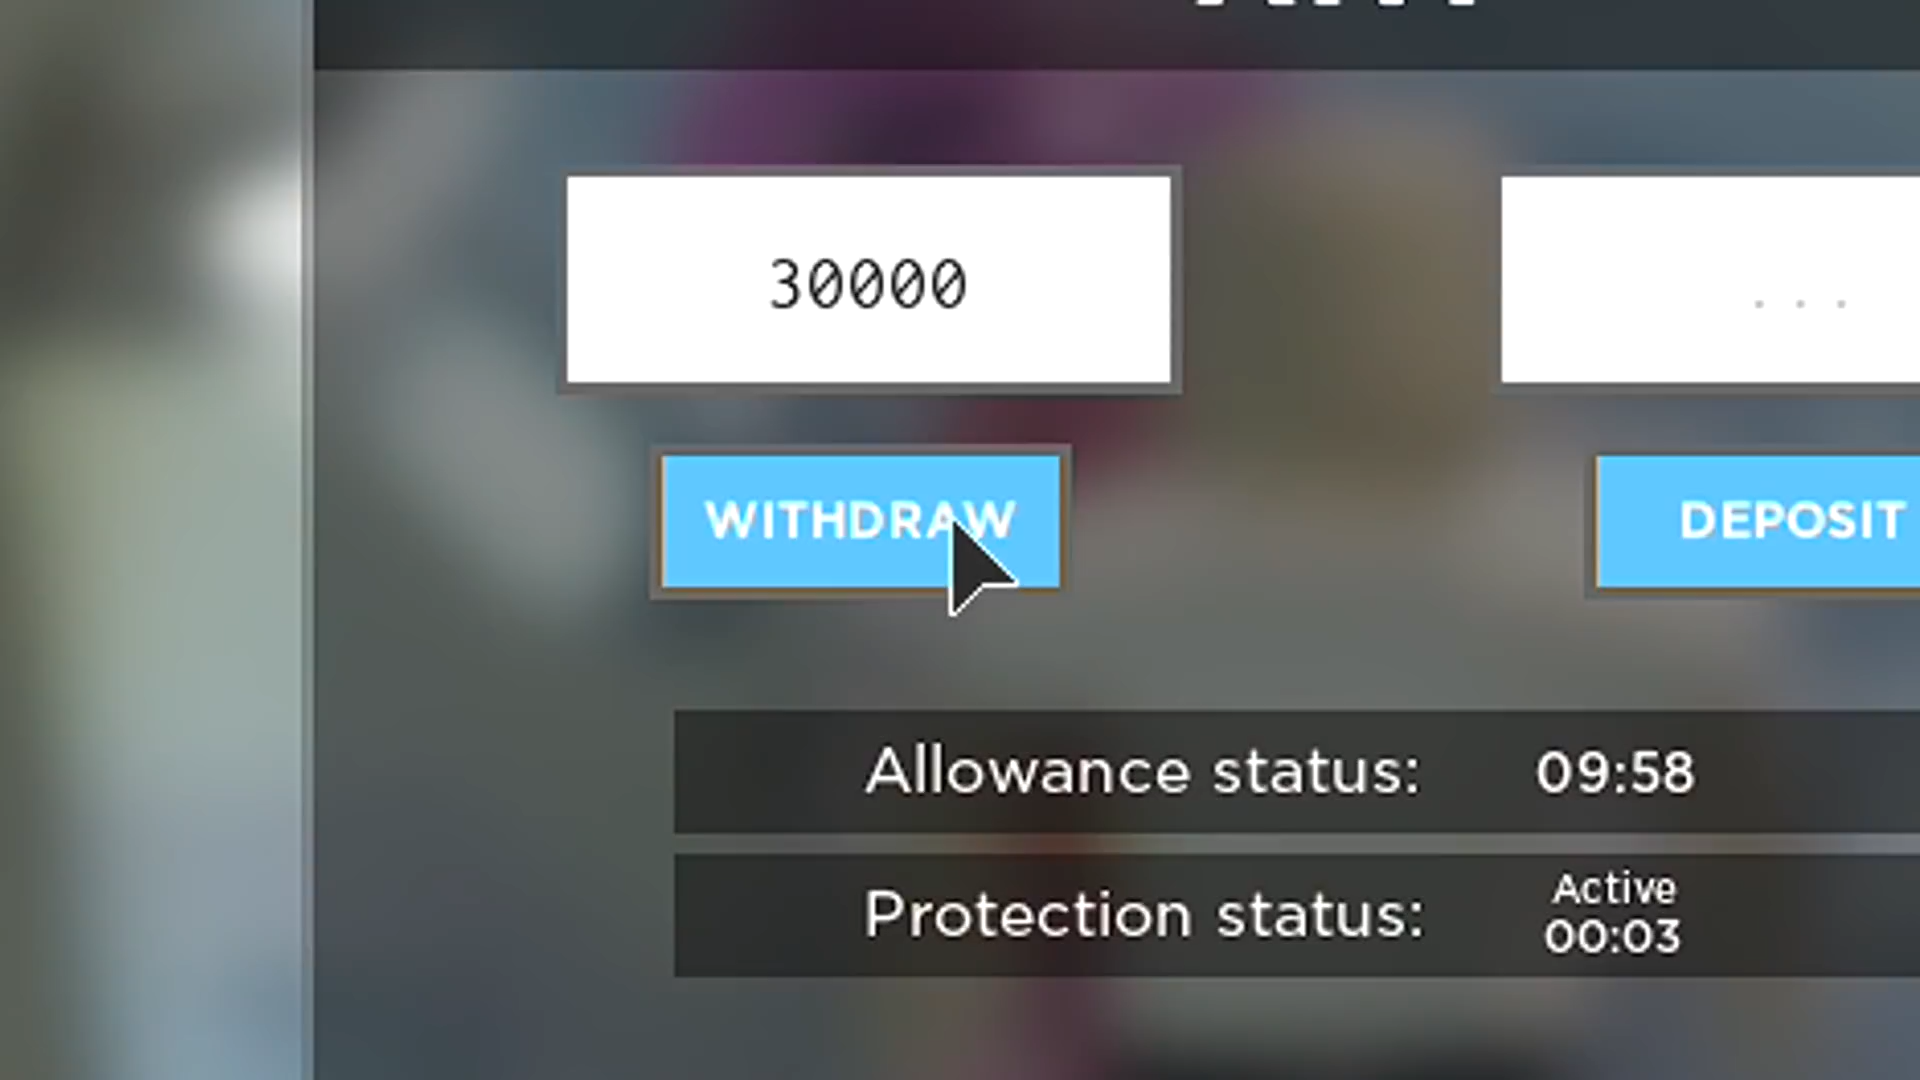 30000
. . .
WITHDRAW
DEPOSIT
Allowance status: 09:58
Protection status: Active 00:03